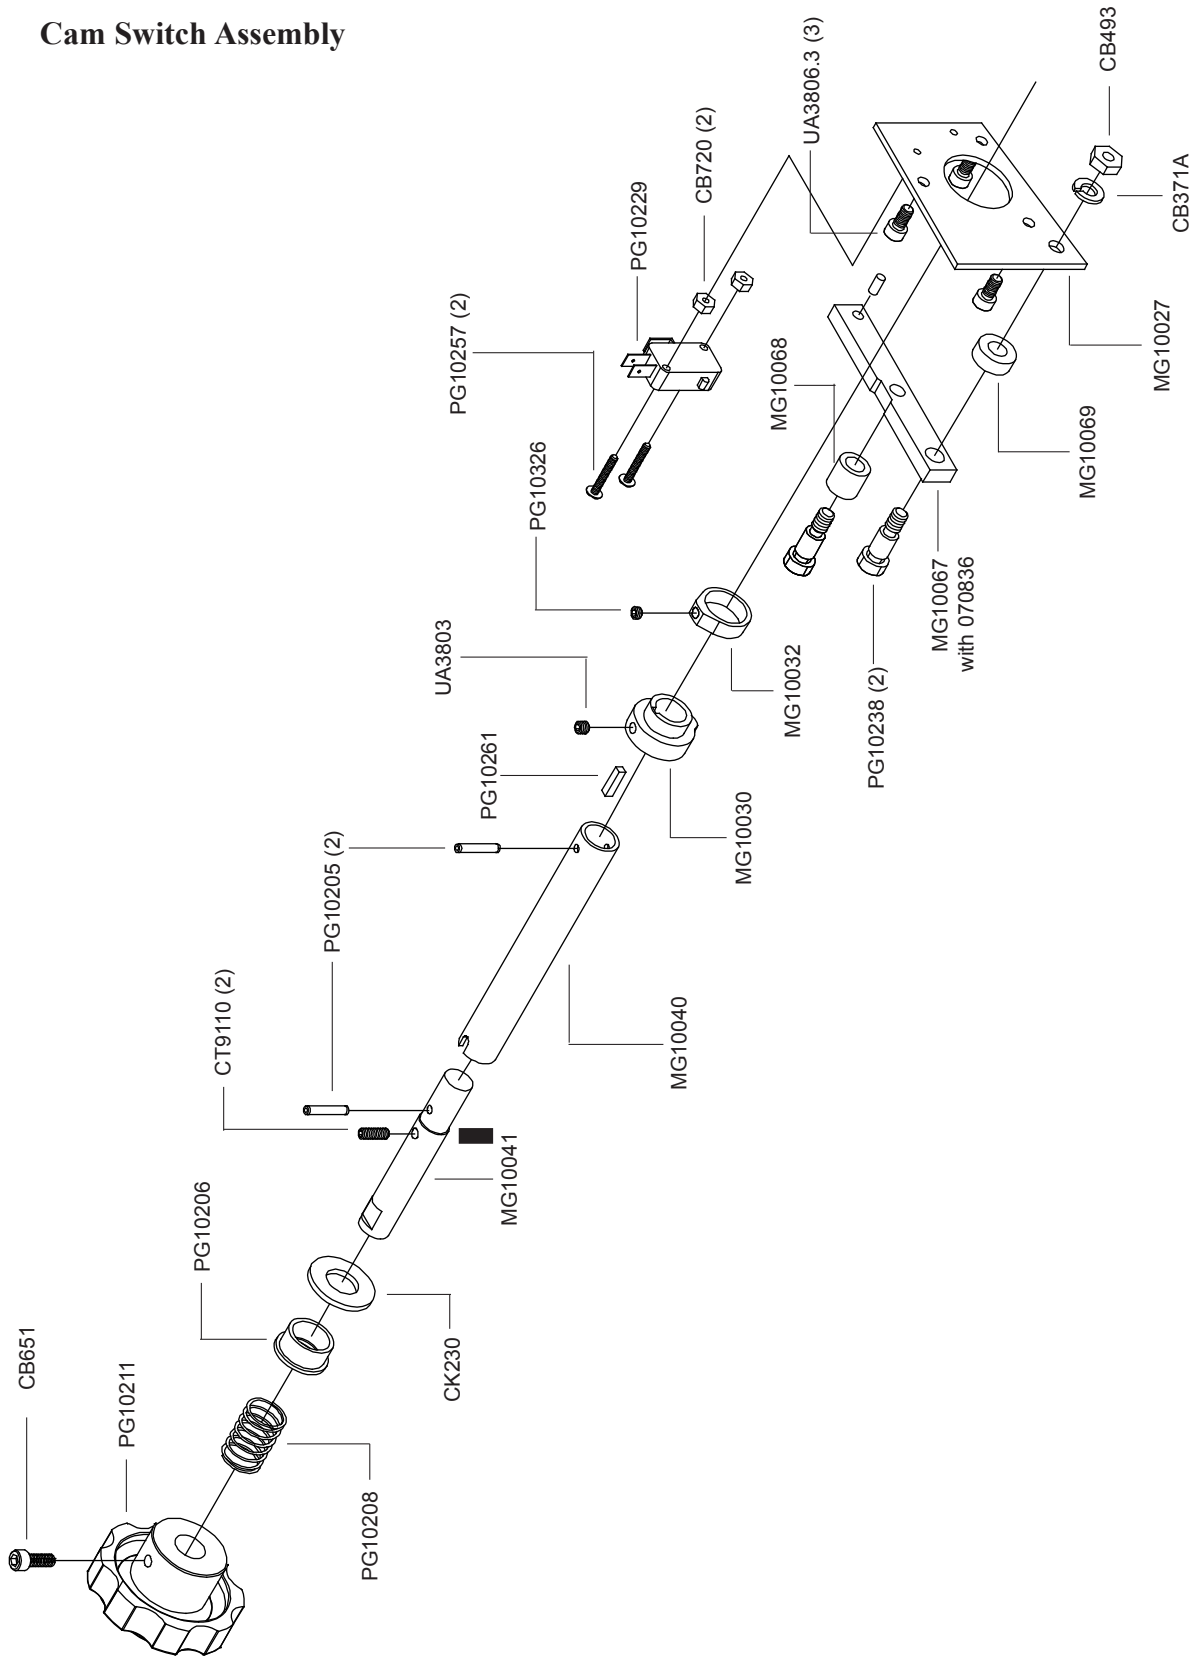 Cam Switch Assembly
CB651
PG10211
PG10208
PG10206
CK230
MG10041
CT9110 (2)
PG10205 (2)
MG10040
PG10261
UA3803
MG10030
PG10326
MG10032
PG10257 (2)
PG10229
CB720 (2)
MG10068
PG10238 (2)
MG10067
with 070836
UA3806.3 (3)
MG10069
MG10027
CB371A
CB493